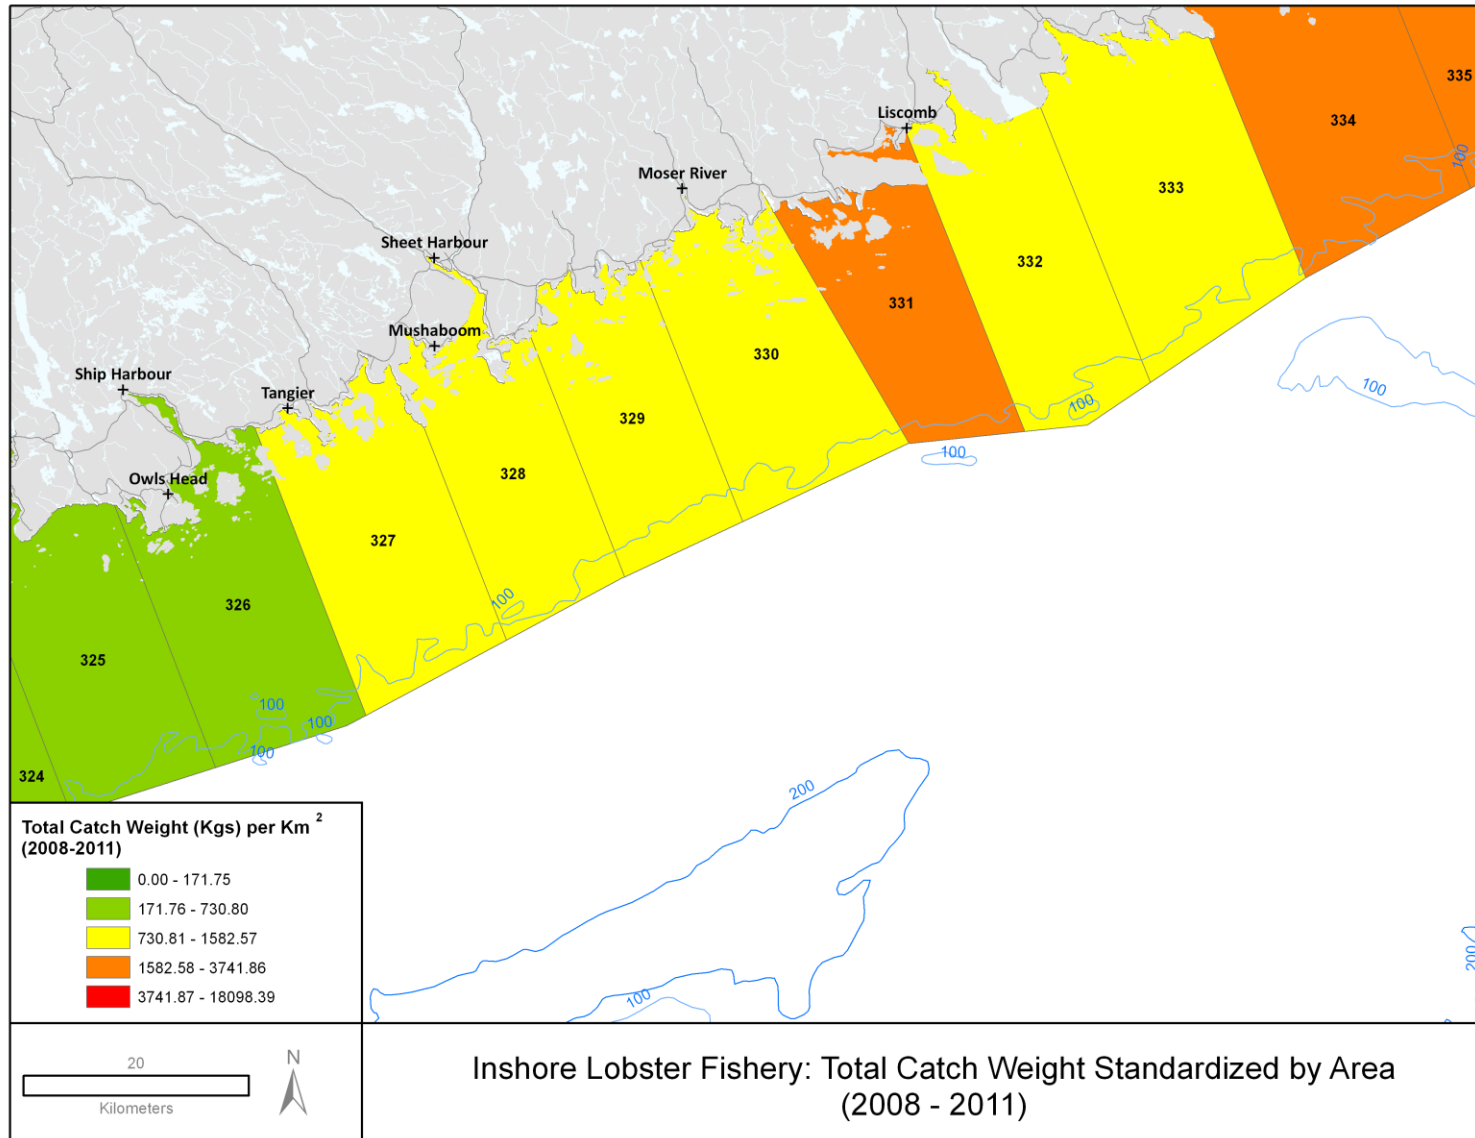 335
Liscomb
334
100
Moser River
333
Sheet Harbour
332
331
Mushaboom
330
Ship Harbour
100
Tangier
100
329
100
328
Owls Head
327
100
326
325
100
100
100
324
200
200
100
Total Catch Weight (Kgs) per Km 2
(2008-2011)
0.00 - 171.75
171.76 - 730.80
730.81 - 1582.57
1582.58 - 3741.86
3741.87 - 18098.39
20
Kilometers
N
Inshore Lobster Fishery: Total Catch Weight Standardized by Area
(2008 - 2011)